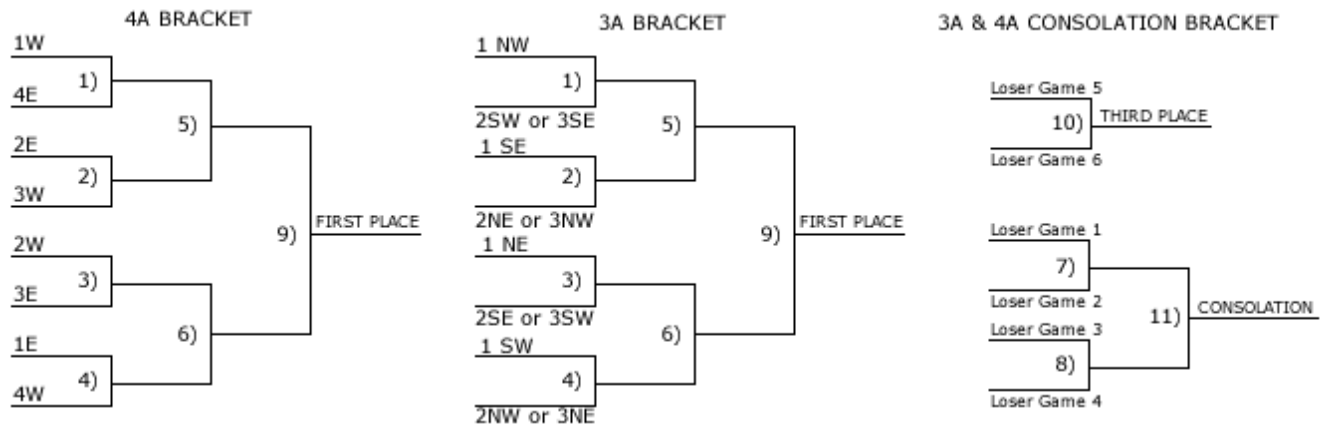 4A BRACKET
1W
1)
4E
5)
2E
2)
3W
9)
FIRST PLACE
2W
3)
3E
6)
1E
4)
4W
3A BRACKET
1 NW
1)
2SW or 3SE
5)
1 SE
2)
2NE or 3NW
9)
FIRST PLACE
1 NE
3)
2SE or 3SW
6)
1 SW
4)
2NW or 3NE
3A & 4A CONSOLATION BRACKET
Loser Game 5
10)
THIRD PLACE
Loser Game 6
Loser Game 1
7)
Loser Game 2
11)
CONSOLATION
Loser Game 3
8)
Loser Game 4